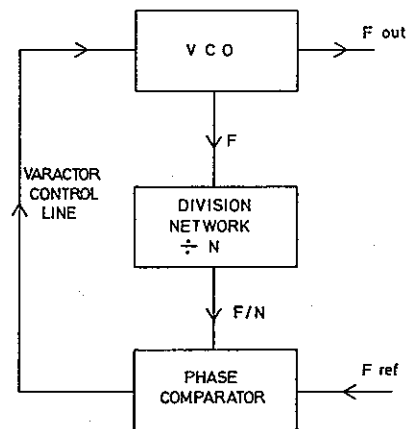 V C O
F out
F
VARACTOR
CONTROL
LINE
DIVISION
NETWORK
÷ N
F/N
PHASE
COMPARATOR
F ref